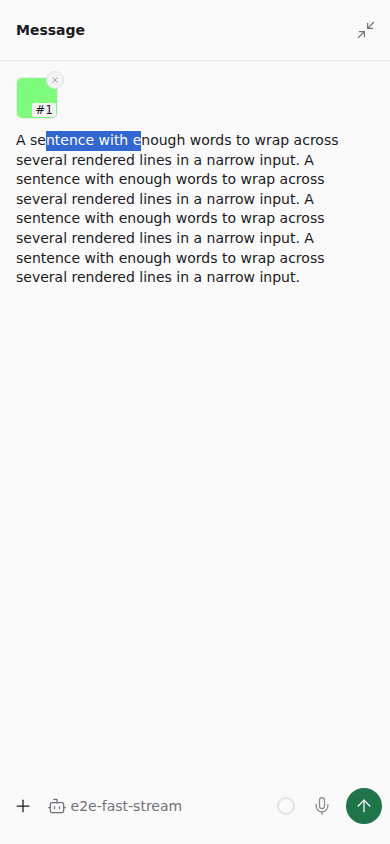 Message
#1
A sentence with enough words to wrap across
several rendered lines in a narrow input. A
sentence with enough words to wrap across
several rendered lines in a narrow input. A
sentence with enough words to wrap across
several rendered lines in a narrow input. A
sentence with enough words to wrap across
several rendered lines in a narrow input.
e2e-fast-stream